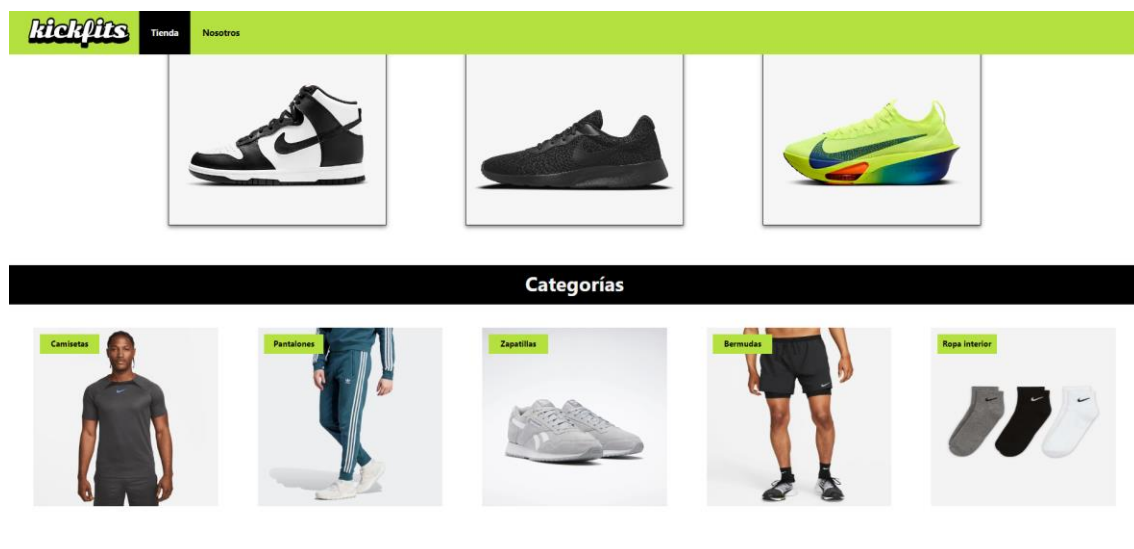 kickfits
Tienda
Nosotros
Categorías
Camisetas
Pantalones
Zapatillas
Bermudas
Ropa interior